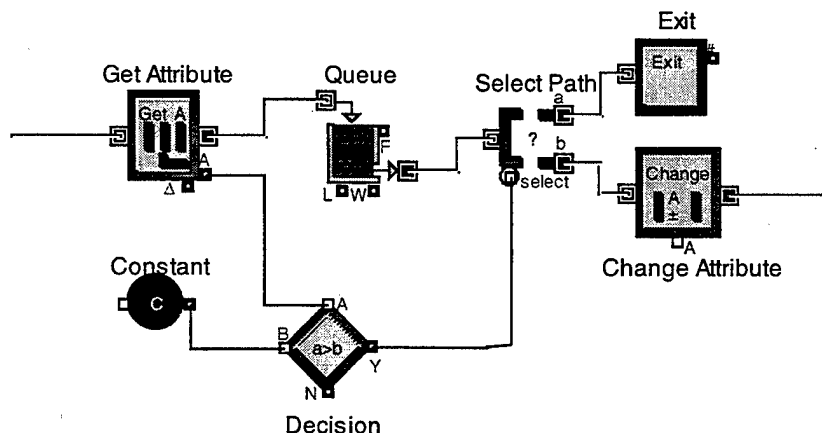 Exit
Get Attribute
Queue
Select Path
Exit
#
a
Get A
?
F
A
b
Δ
L W
select
Change
A
±
A
Constant
Change Attribute
C
A
B
a>b
Y
N
Decision